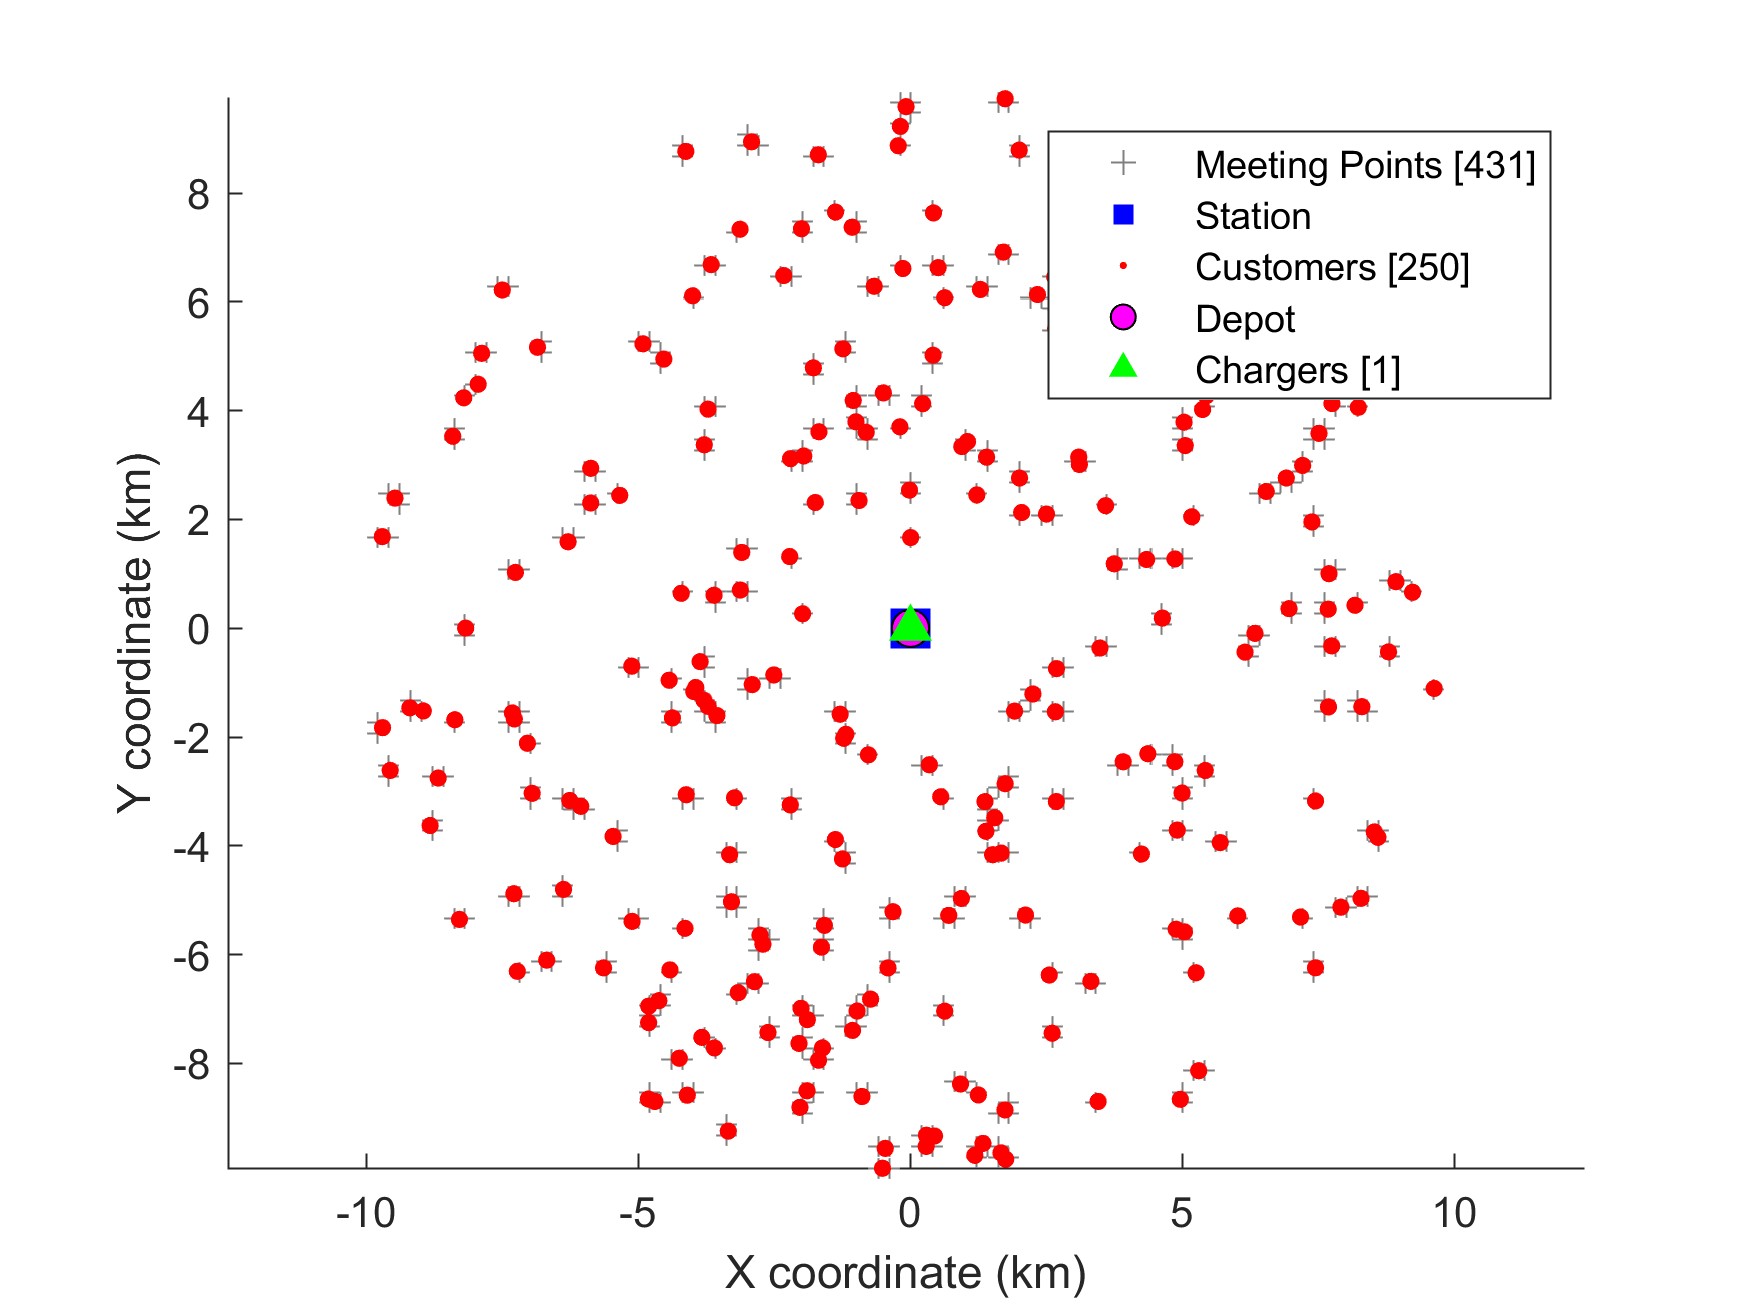 Meeting Points [431]
Station
Customers [250]
Depot
Chargers [1]
Y coordinate (km)
8
6
4
2
0
-2
-4
-6
-8
-10 -5 0 5 10
X coordinate (km)